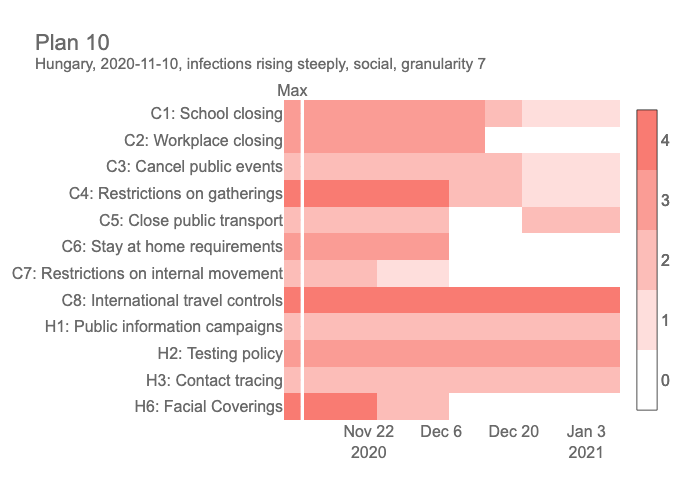 Plan 10
Hungary, 2020-11-10, infections rising steeply, social, granularity 7
Max
C1: School closing
C2: Workplace closing
C3: Cancel public events
C4: Restrictions on gatherings
C5: Close public transport
C6: Stay at home requirements
C7: Restrictions on internal movement
C8: International travel controls
H1: Public information campaigns
H2: Testing policy
H3: Contact tracing
H6: Facial Coverings
Nov 22 Dec 6 Dec 20 Jan 3
2020 2021
4
3
2
1
0